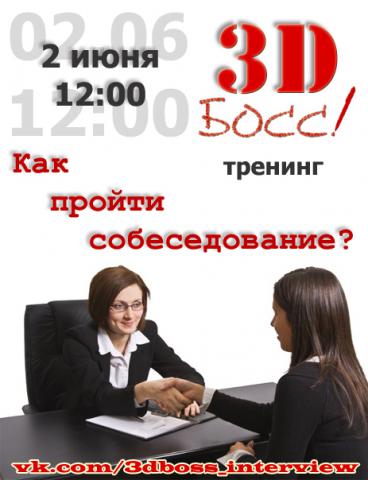 02.06
12:00
2 июня
12:00
3D
Босс!
тренинг
Как
пройти
собеседование?
vk.com/3dboss_interview